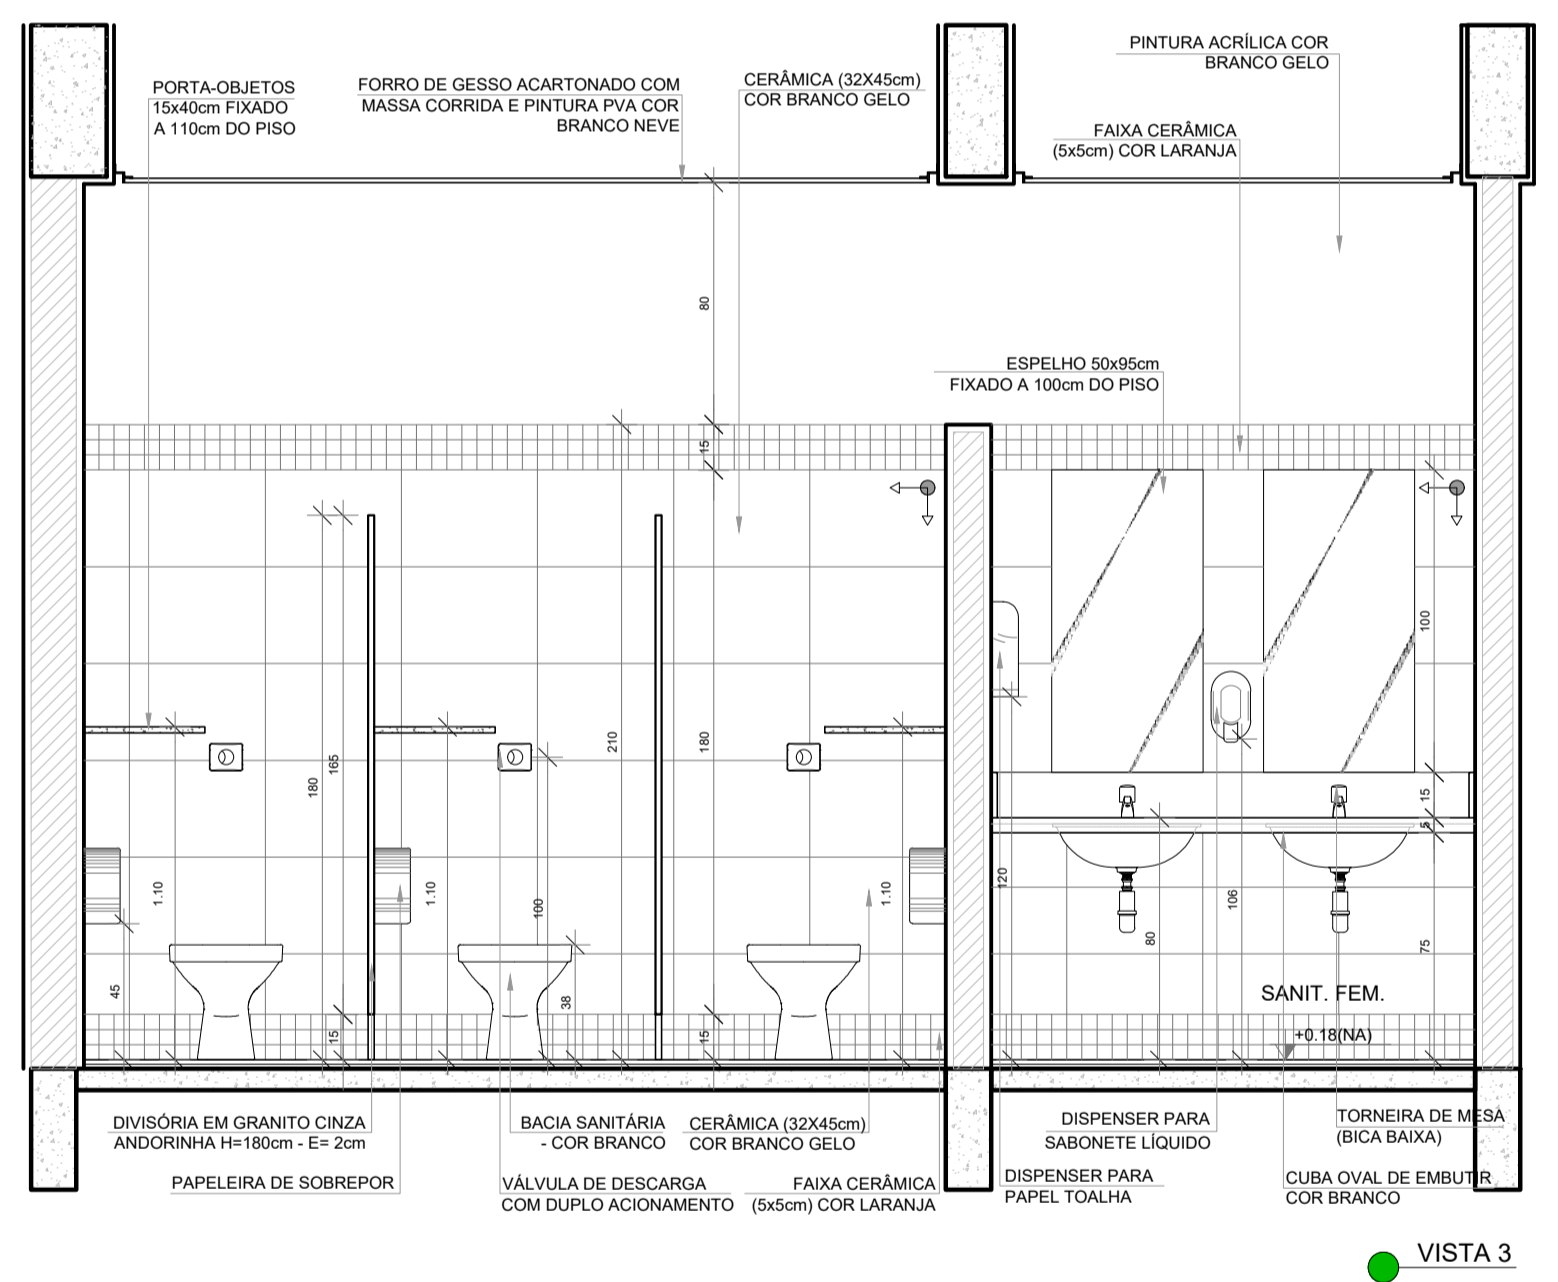 PINTURA ACRÍLICA COR
BRANCO GELO
PORTA-OBJETOS
15x40cm FIXADO
A 110cm DO PISO
FORRO DE GESSO ACARTONADO COM
MASSA CORRIDA E PINTURA PVA COR
BRANCO NEVE
CERÂMICA (32X45cm)
COR BRANCO GELO
FAIXA CERÂMICA
(5x5cm) COR LARANJA
80
ESPELHO 50x95cm
FIXADO A 100cm DO PISO
15
100
180
165
210
180
15
5
1.10
1.10
1.10
120
100
106
80
75
45
38
SANIT. FEM.
15
15
+0.18(NA)
DIVISÓRIA EM GRANITO CINZA
ANDORINHA H=180cm - E= 2cm
BACIA SANITÁRIA
- COR BRANCO
CERÂMICA (32X45cm)
COR BRANCO GELO
DISPENSER PARA
SABONETE LÍQUIDO
TORNEIRA DE MESA
(BICA BAIXA)
PAPELEIRA DE SOBREPOR
VÁLVULA DE DESCARGA
COM DUPLO ACIONAMENTO
FAIXA CERÂMICA
(5x5cm) COR LARANJA
DISPENSER PARA
PAPEL TOALHA
CUBA OVAL DE EMBUTIR
COR BRANCO
VISTA 3